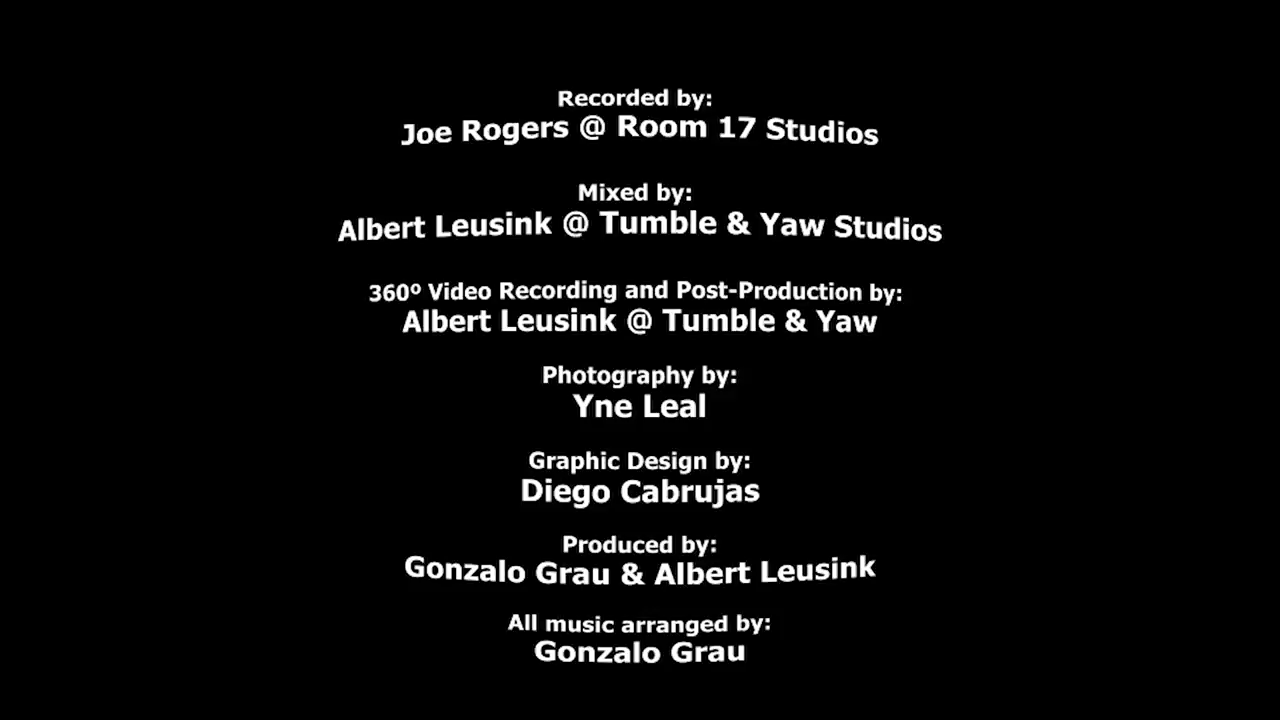 Recorded by:
Joe Rogers @ Room 17 Studios
Mixed by:
Albert Leusink @ Tumble & Yaw Studios
360º Video Recording and Post-Production by:
Albert Leusink @ Tumble & Yaw
Photography by:
Yne Leal
Graphic Design by:
Diego Cabrujas
Produced by:
Gonzalo Grau & Albert Leusink
All music arranged by:
Gonzalo Grau